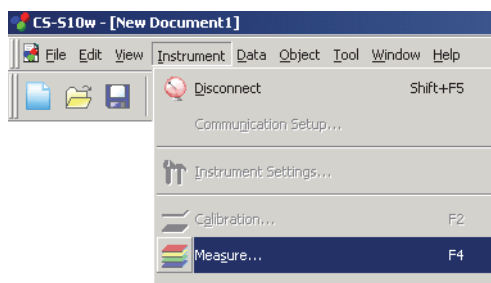 CS-S10w - [New Document1]
File Edit View Instrument Data Object Tool Window Help
Disconnect Shift+F5
Communication Setup...
Instrument Settings...
Calibration... F2
Measure... F4